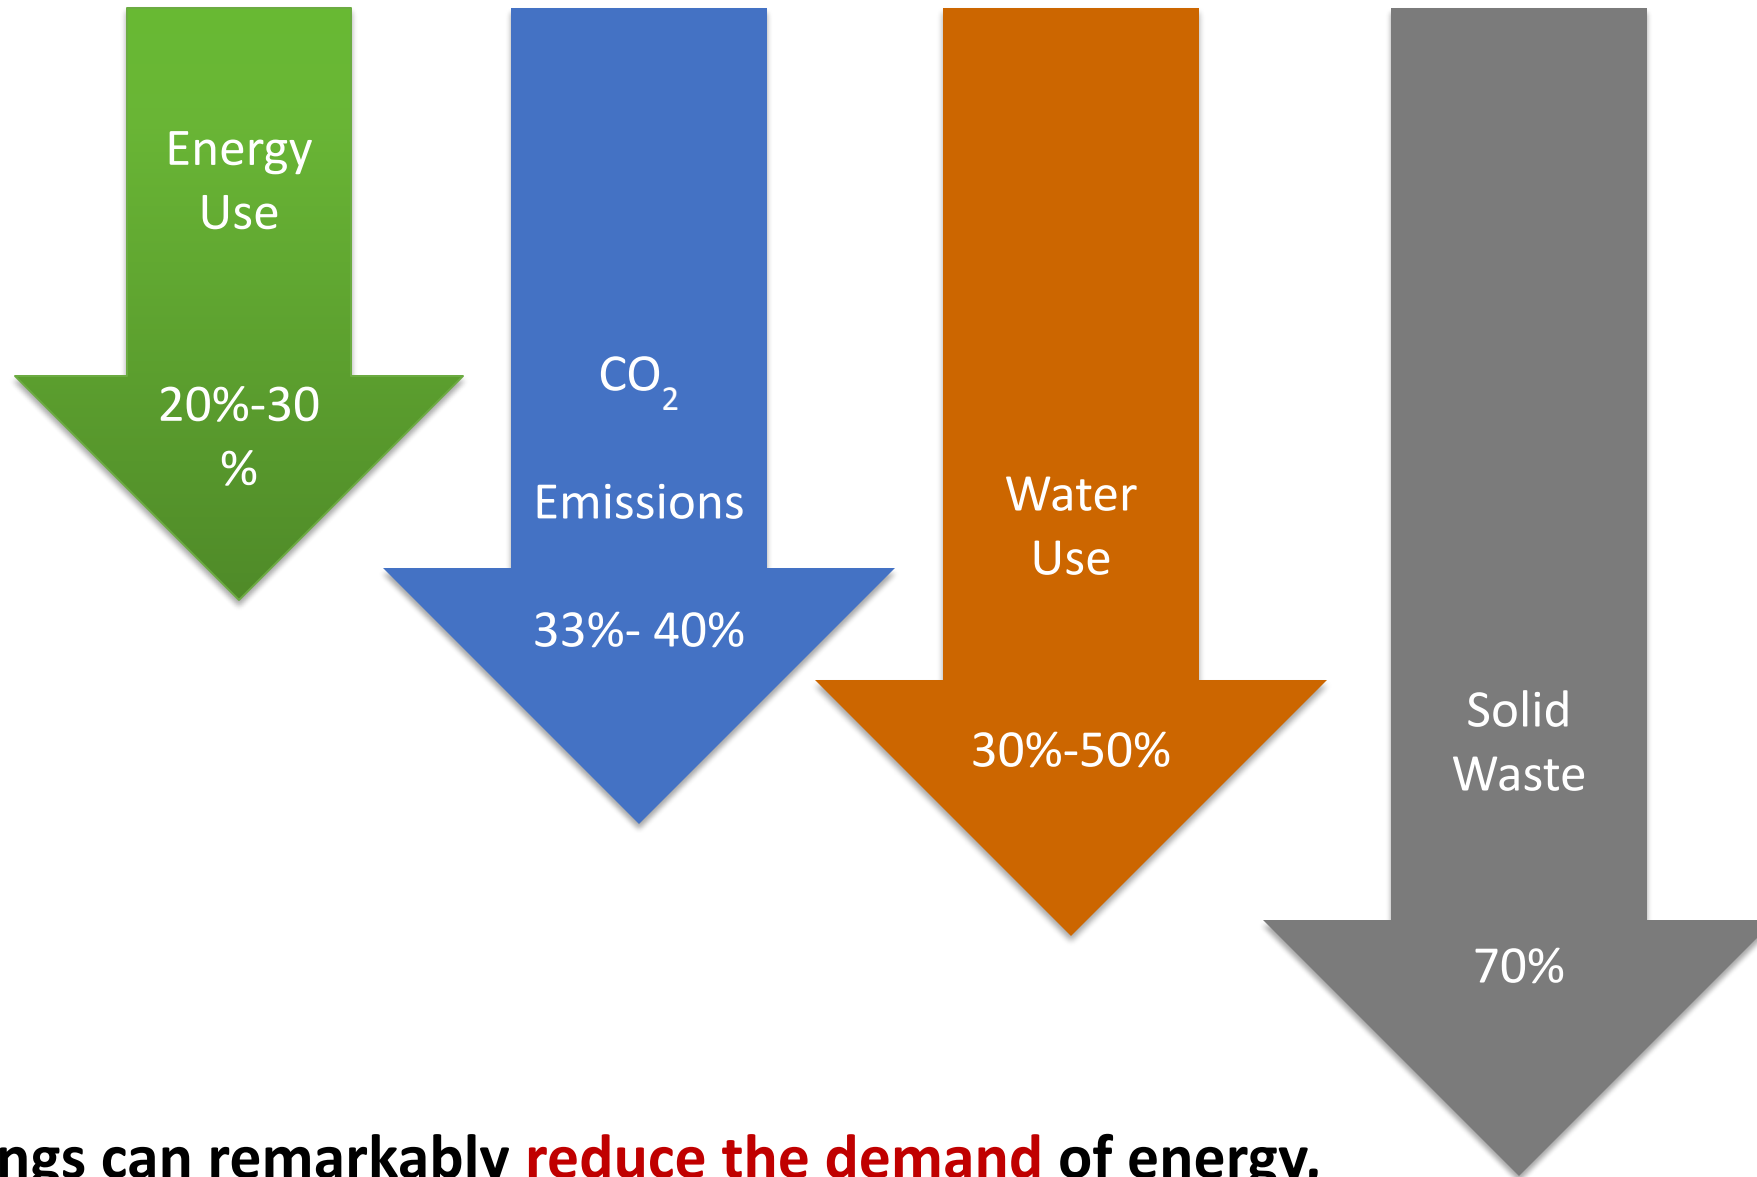 Energy
Use
20%-30
%
CO₂
Emissions
33%- 40%
Water
Use
30%-50%
Solid
Waste
70%
can remarkably reduce the demand of energy.